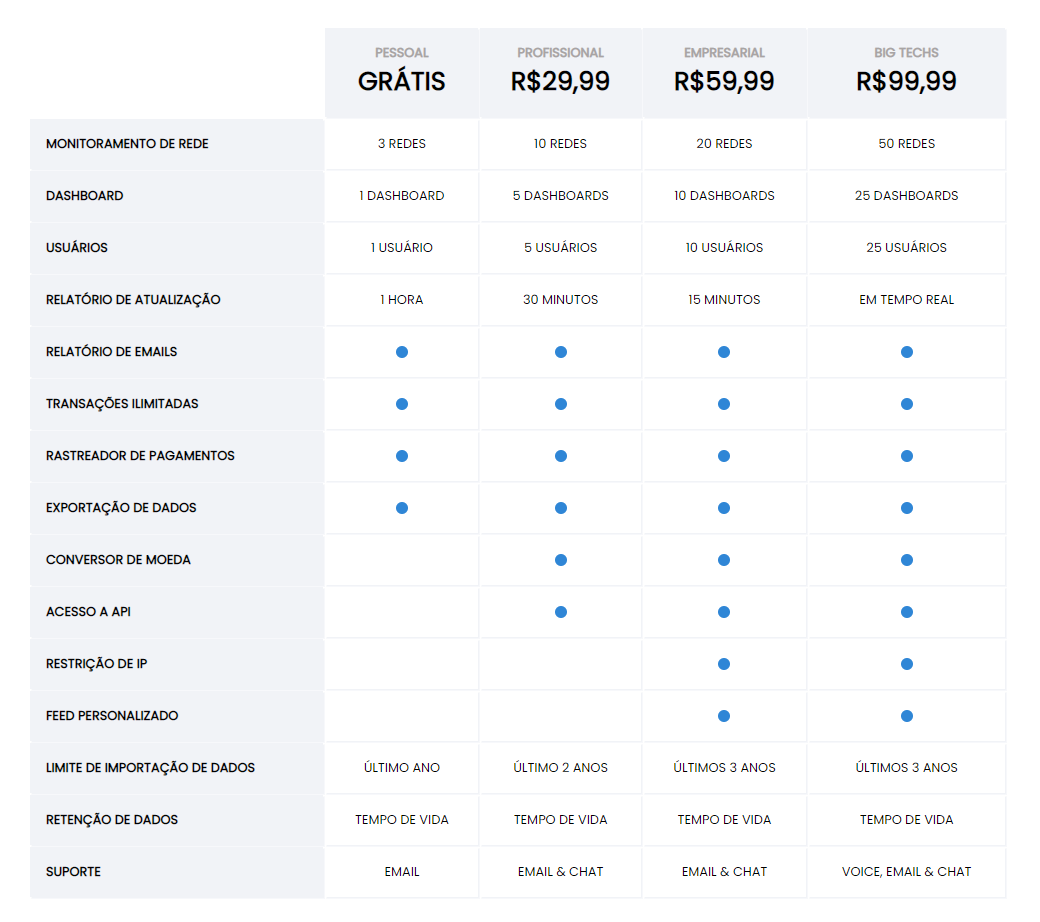 PESSOAL PROFISSIONAL EMPRESARIAL BIG TECHS
GRÁTIS R$29,99 R$59,99 R$99,99
MONITORAMENTO DE REDE 3 REDES 10 REDES 20 REDES 50 REDES
DASHBOARD 1 DASHBOARD 5 DASHBOARDS 10 DASHBOARDS 25 DASHBOARDS
USUÁRIOS 1 USUÁRIO 5 USUÁRIOS 10 USUÁRIOS 25 USUÁRIOS
RELATÓRIO DE ATUALIZAÇÃO 1 HORA 30 MINUTOS 15 MINUTOS EM TEMPO REAL
RELATÓRIO DE EMAILS
TRANSAÇÕES ILIMITADAS
RASTREADOR DE PAGAMENTOS
EXPORTAÇÃO DE DADOS
CONVERSOR DE MOEDA
ACESSO A API
RESTRIÇÃO DE IP
FEED PERSONALIZADO
LIMITE DE IMPORTAÇÃO DE DADOS ÚLTIMO ANO ÚLTIMO 2 ANOS ÚLTIMOS 3 ANOS ÚLTIMOS 3 ANOS
RETENÇÃO DE DADOS TEMPO DE VIDA TEMPO DE VIDA TEMPO DE VIDA TEMPO DE VIDA
SUPORTE EMAIL EMAIL & CHAT EMAIL & CHAT VOICE, EMAIL & CHAT